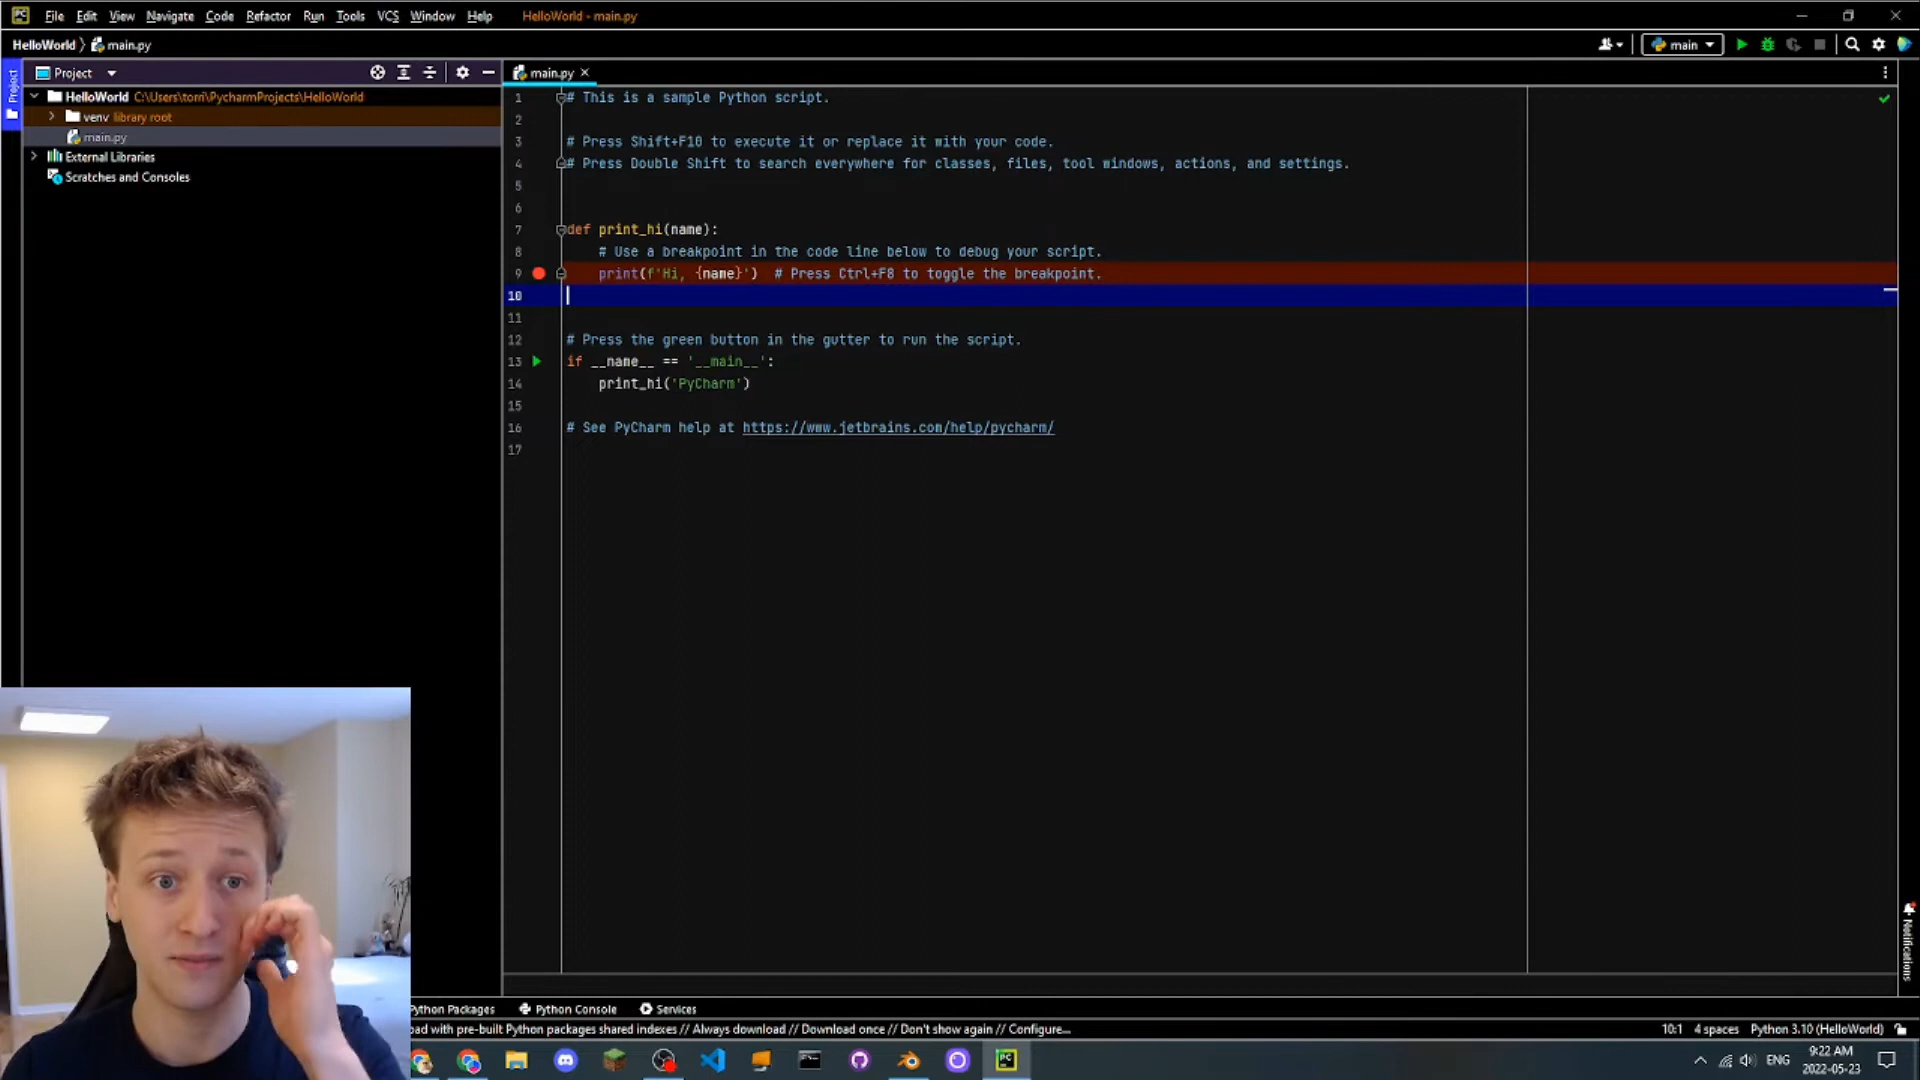 PC File Edit View Navigate Code Refactor Run Tools VCS Window Help HelloWorld - main.py
HelloWorld main.py
main
Project
Project
main.py
HelloWorld C:\Users\torri\PycharmProjects\HelloWorld
venv library root
main.py
External Libraries
Scratches and Consoles
1 # This is a sample Python script.
2
3 # Press Shift+F10 to execute it or replace it with your code.
4 # Press Double Shift to search everywhere for classes, files, tool windows, actions, and settings.
5
6
7 def print_hi(name):
8 # Use a breakpoint in the code line below to debug your script.
9 print(f'Hi, {name}') # Press Ctrl+F8 to toggle the breakpoint.
10
11
12 # Press the green button in the gutter to run the script.
13 if __name__ == '__main__':
14 print_hi('PyCharm')
15
16 # See PyCharm help at https://www.jetbrains.com/help/pycharm/
17
Notifications
Python Packages Python Console Services
oad with pre-built Python packages shared indexes // Always download // Download once // Don't show again // Configure...
10:1 4 spaces Python 3.10 (HelloWorld)
PC
ENG
9:22 AM
2022-05-23